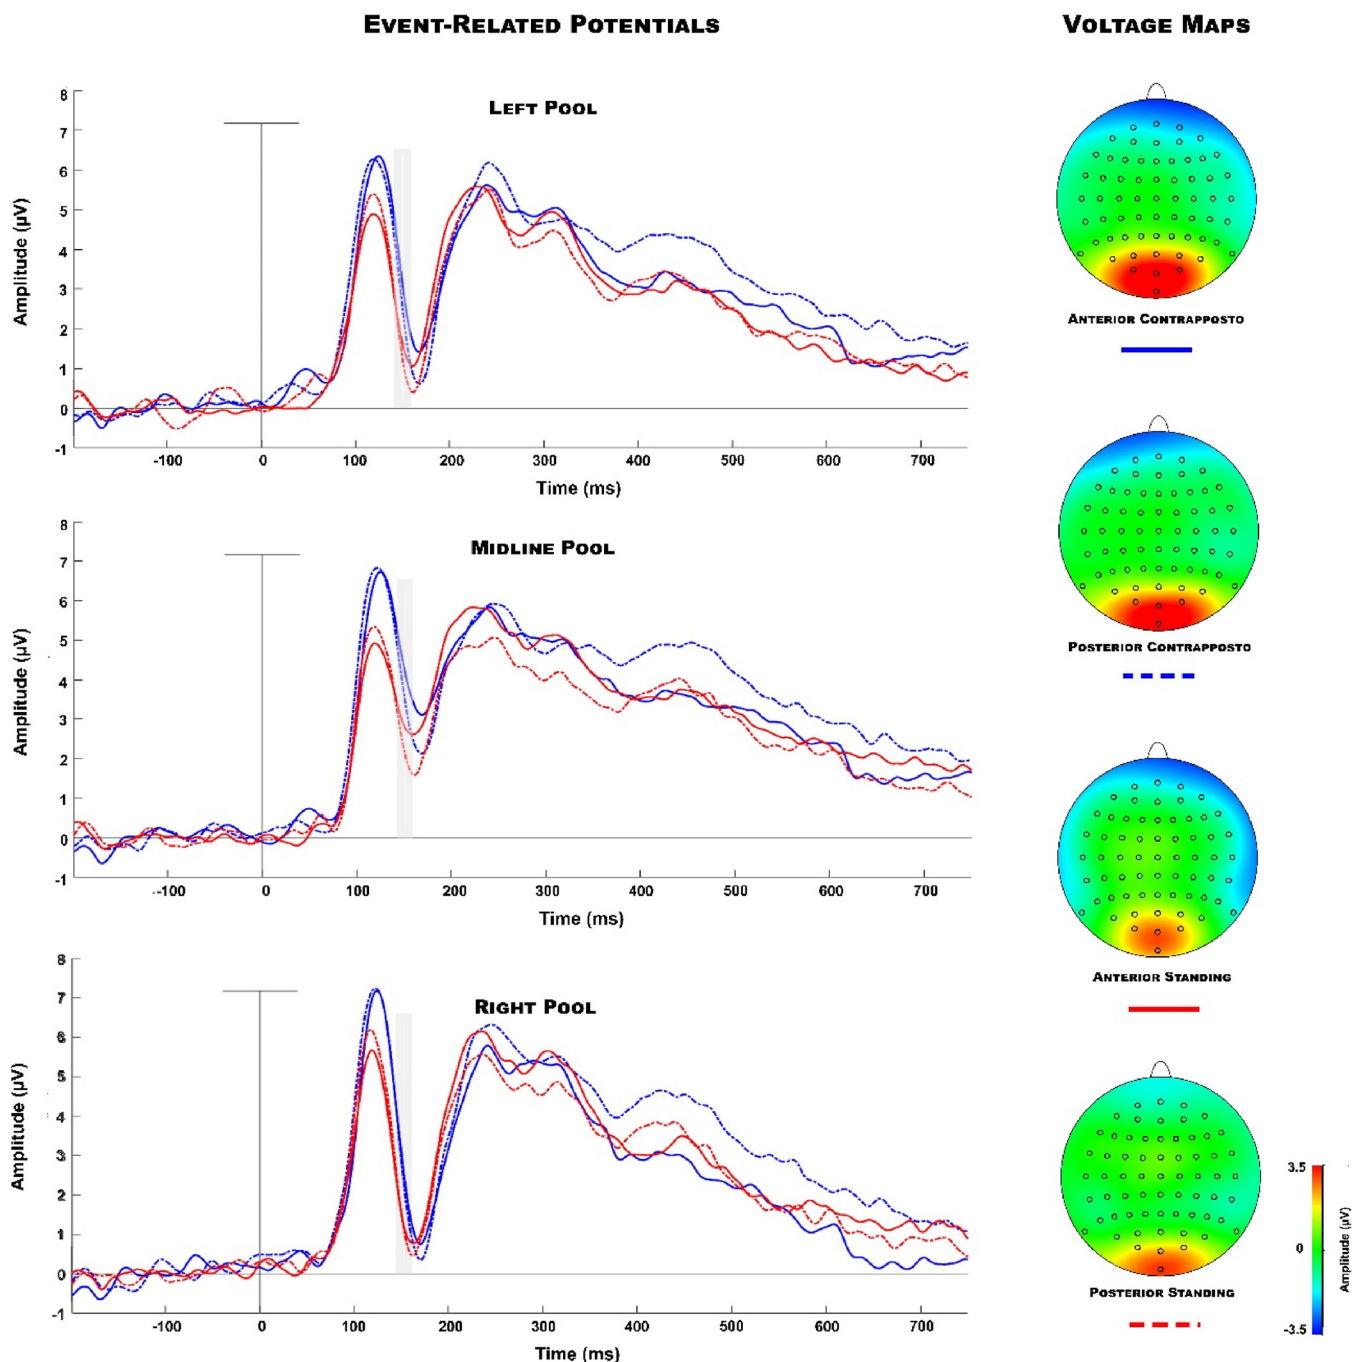 EVENT-RELATED POTENTIALS
VOLTAGE MAPS
LEFT POOL
8
7
6
5
4
3
2
1
0
-1
Amplitude (µV)
-100 0 100 200 300 400 500 600 700
Time (ms)
MIDLINE POOL
8
7
6
5
4
3
2
1
0
-1
Amplitude (µV)
-100 0 100 200 300 400 500 600 700
Time (ms)
RIGHT POOL
8
7
6
5
4
3
2
1
0
-1
Amplitude (µV)
-100 0 100 200 300 400 500 600 700
Time (ms)
ANTERIOR CONTRAPPOSTO
POSTERIOR CONTRAPPOSTO
ANTERIOR STANDING
POSTERIOR STANDING
3.5
0
-3.5
Amplitude (µV)